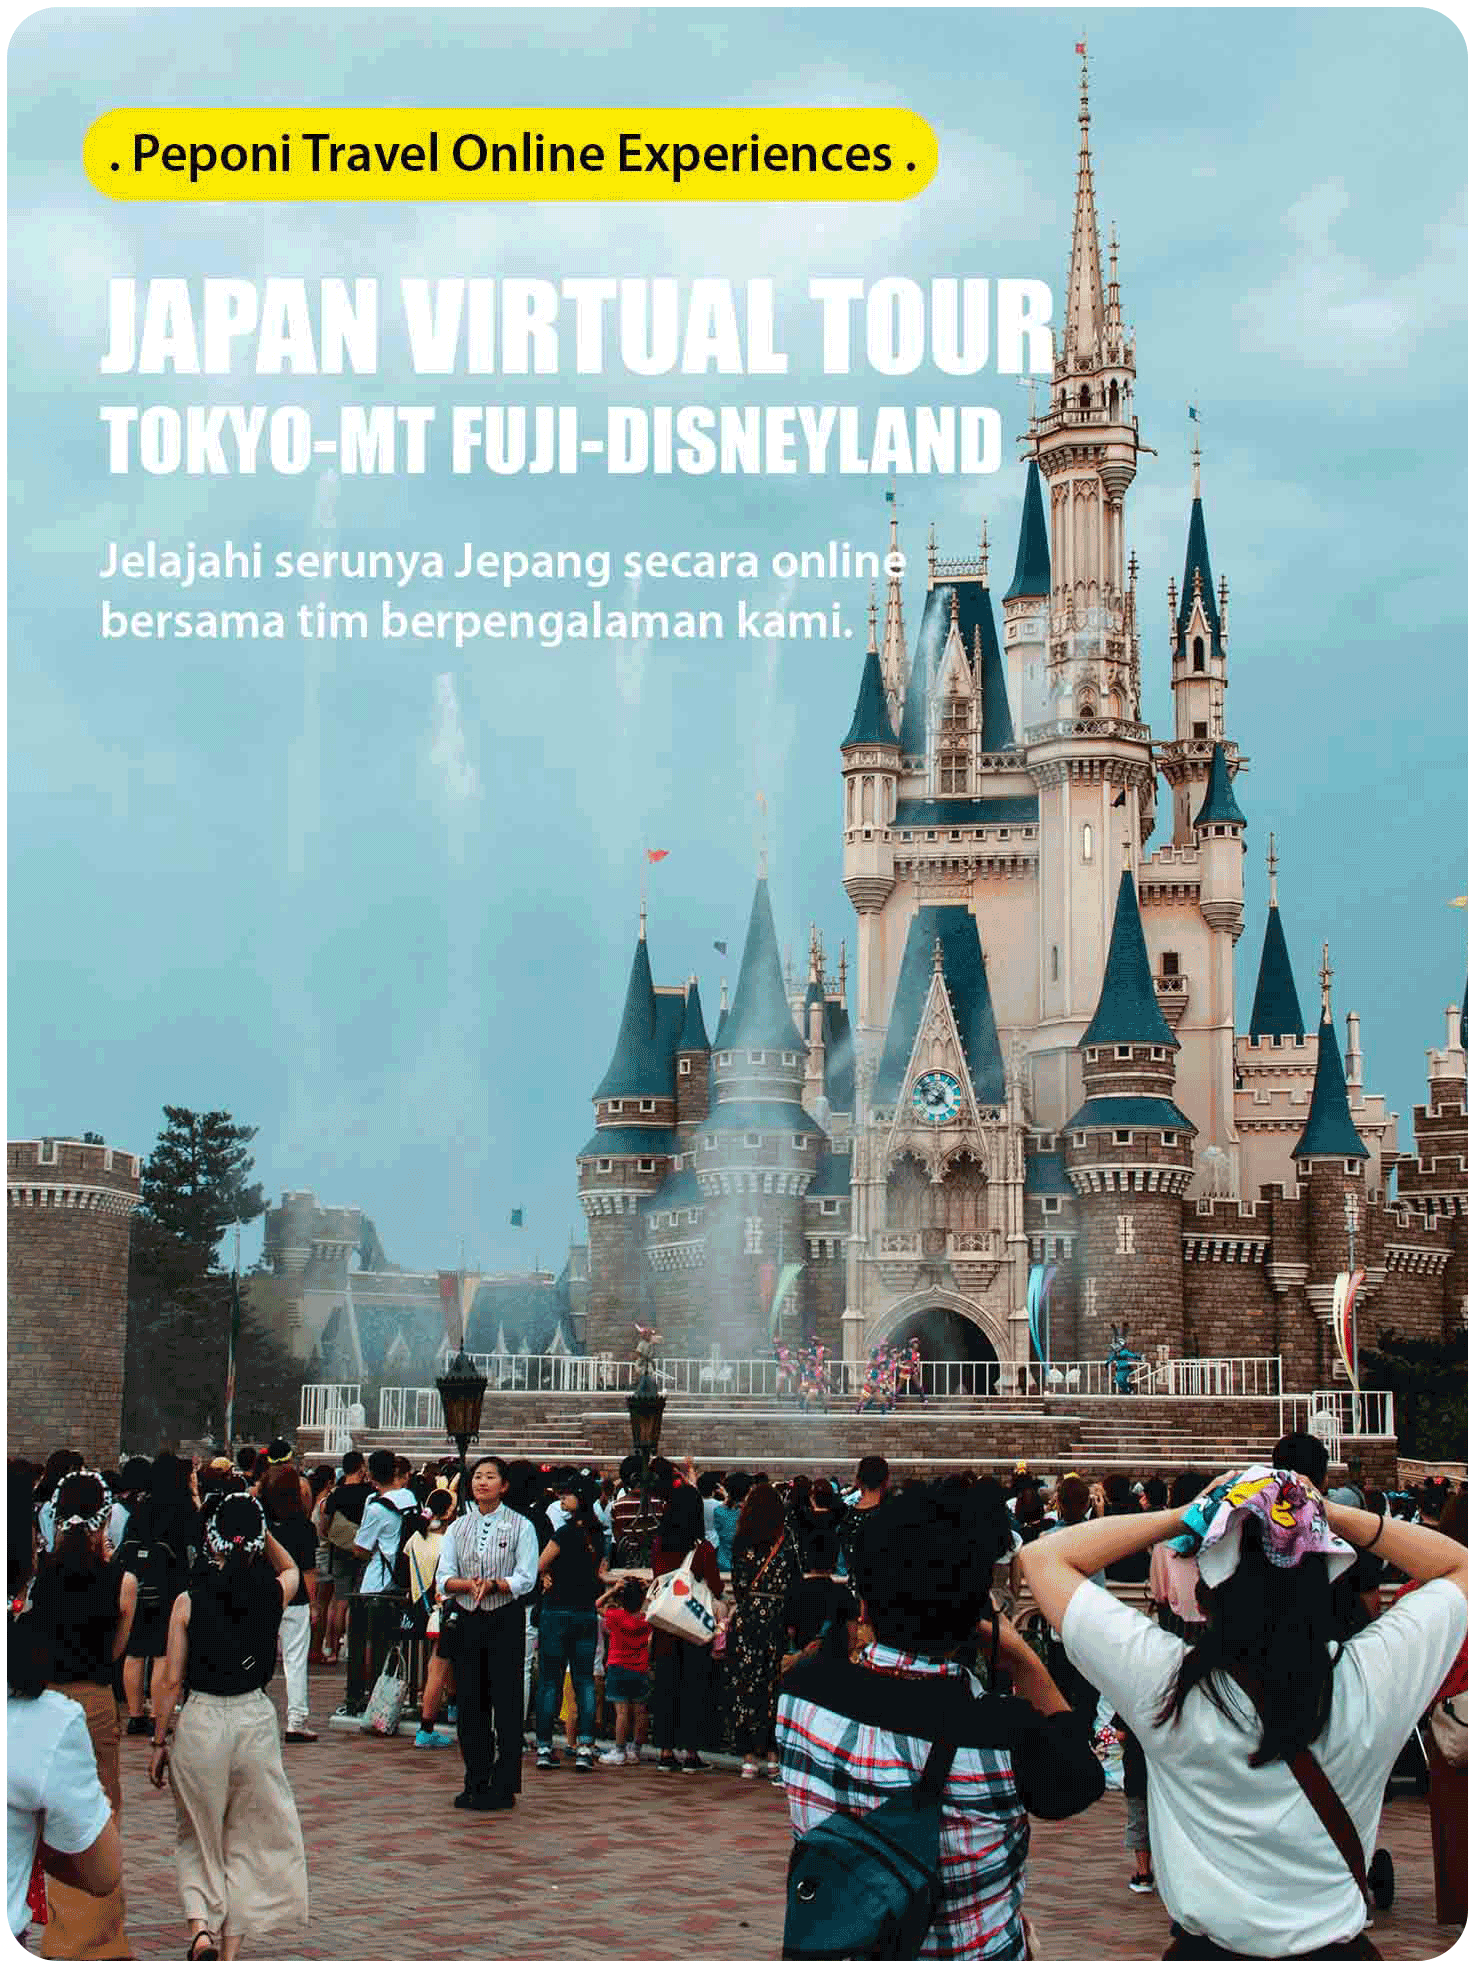 . Peponi Travel Online Experiences .
JAPAN VIRTUAL TOUR
TOKYO-MT FUJI-DISNEYLAND
Jelajahi serunya Jepang secara online
bersama tim berpengalaman kami.